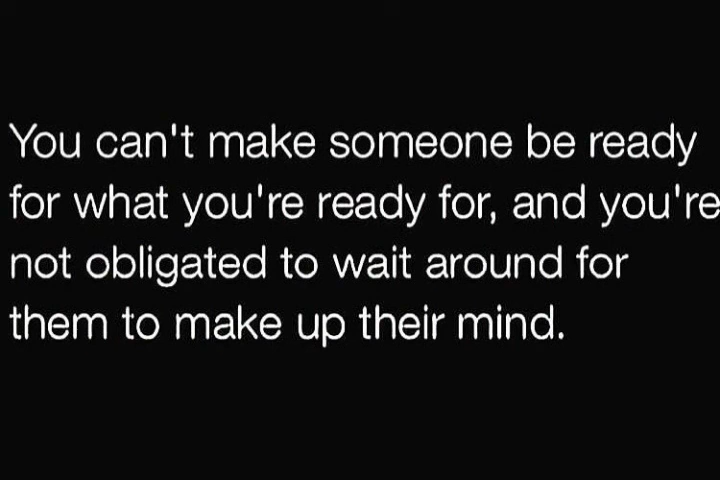 You can't make someone be ready
for what you're ready for, and you're
not obligated to wait around for
them to make up their mind.